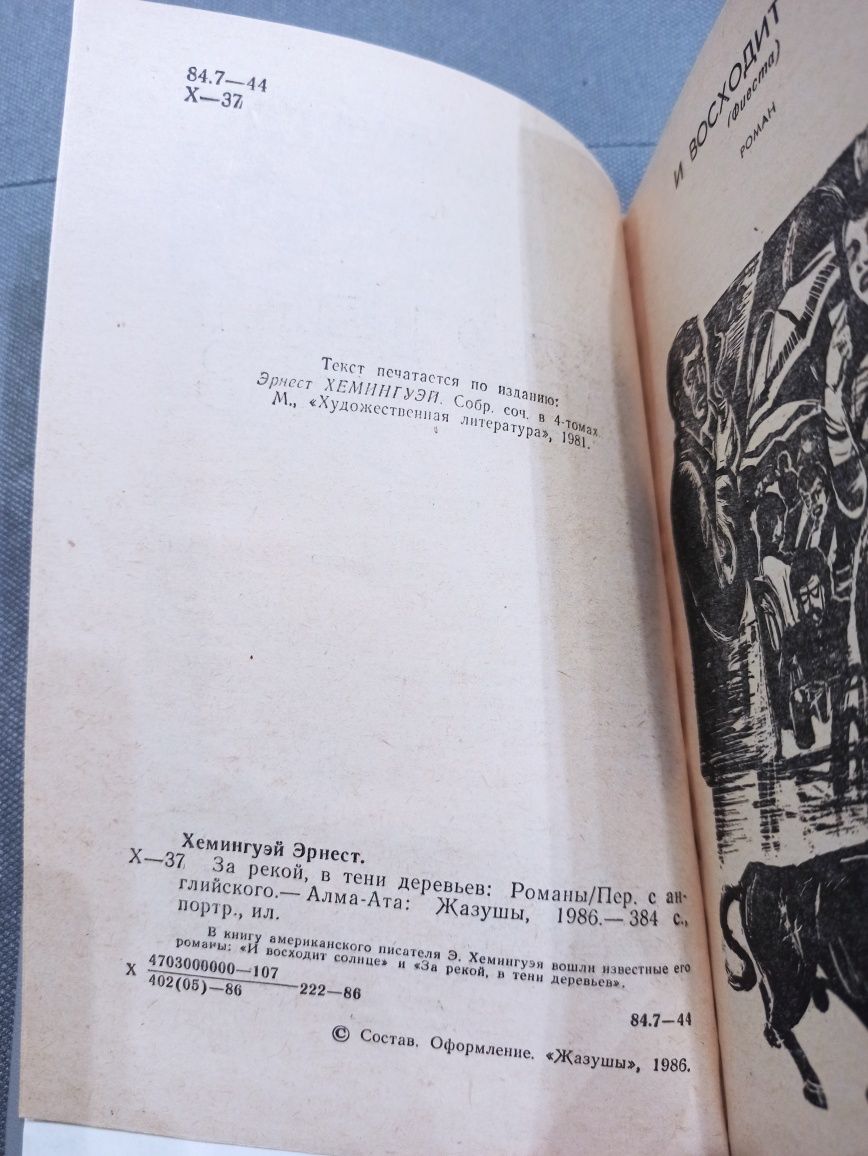 84.7—44
Х—37
Текст печатается по изданию:
Эрнест ХЕМИНГУЭЙ. Собр. соч. в 4-томах.
М., «Художественная литература», 1981.
Хемингуэй Эрнест.
Х—37 За рекой, в тени деревьев: Романы/Пер. с ан-
глийского.— Алма-Ата: Жазушы, 1986.— 384 с.,
портр., ил.
В книгу американского писателя Э. Хемингуэя вошли известные его
романы: «И восходит солнце» и «За рекой, в тени деревьев».
Х 4703000000—107
402(05)—86 222—86
84.7—44
© Состав. Оформление. «Жазушы», 1986.
И ВОСХОДИТ
(Фиеста)
РОМАН